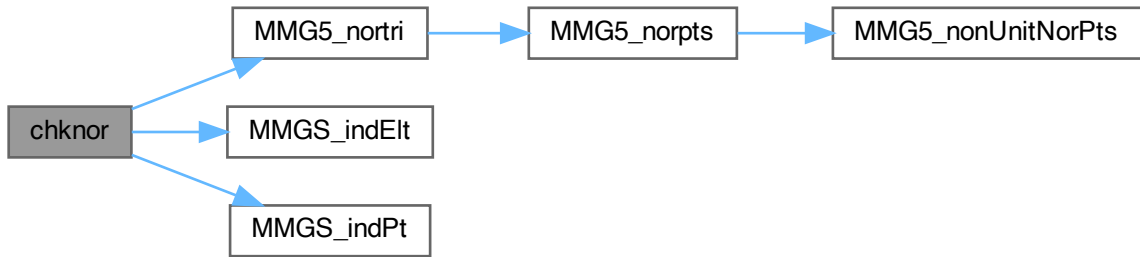 MMG5_nortri
MMG5_norpts
MMG5_nonUnitNorPts
chknor
MMGS_indElt
MMGS_indPt